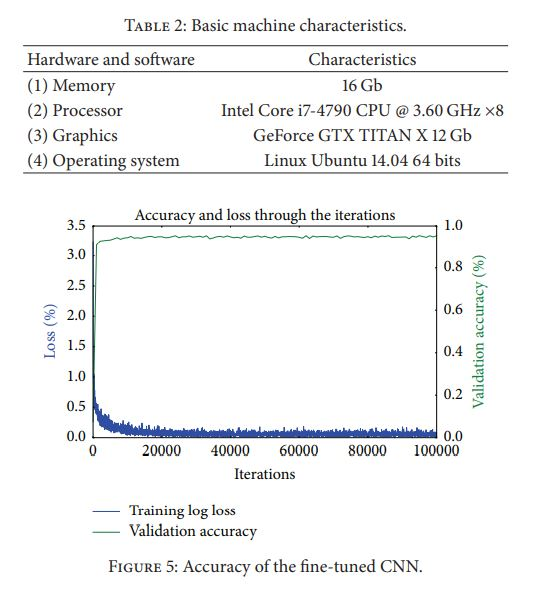 TABLE 2: Basic machine characteristics.
Hardware and software Characteristics
(1) Memory 16 Gb
(2) Processor Intel Core i7-4790 CPU @ 3.60 GHz ×8
(3) Graphics GeForce GTX TITAN X 12 Gb
(4) Operating system Linux Ubuntu 14.04 64 bits
Accuracy and loss through the iterations
3.5
3.0
2.5
2.0
1.5
1.0
0.5
0.0
Loss (%)
1.0
0.8
0.6
0.4
0.2
0.0
Validation accuracy (%)
0 20000 40000 60000 80000 100000
Iterations
Training log loss
Validation accuracy
FIGURE 5: Accuracy of the fine-tuned CNN.